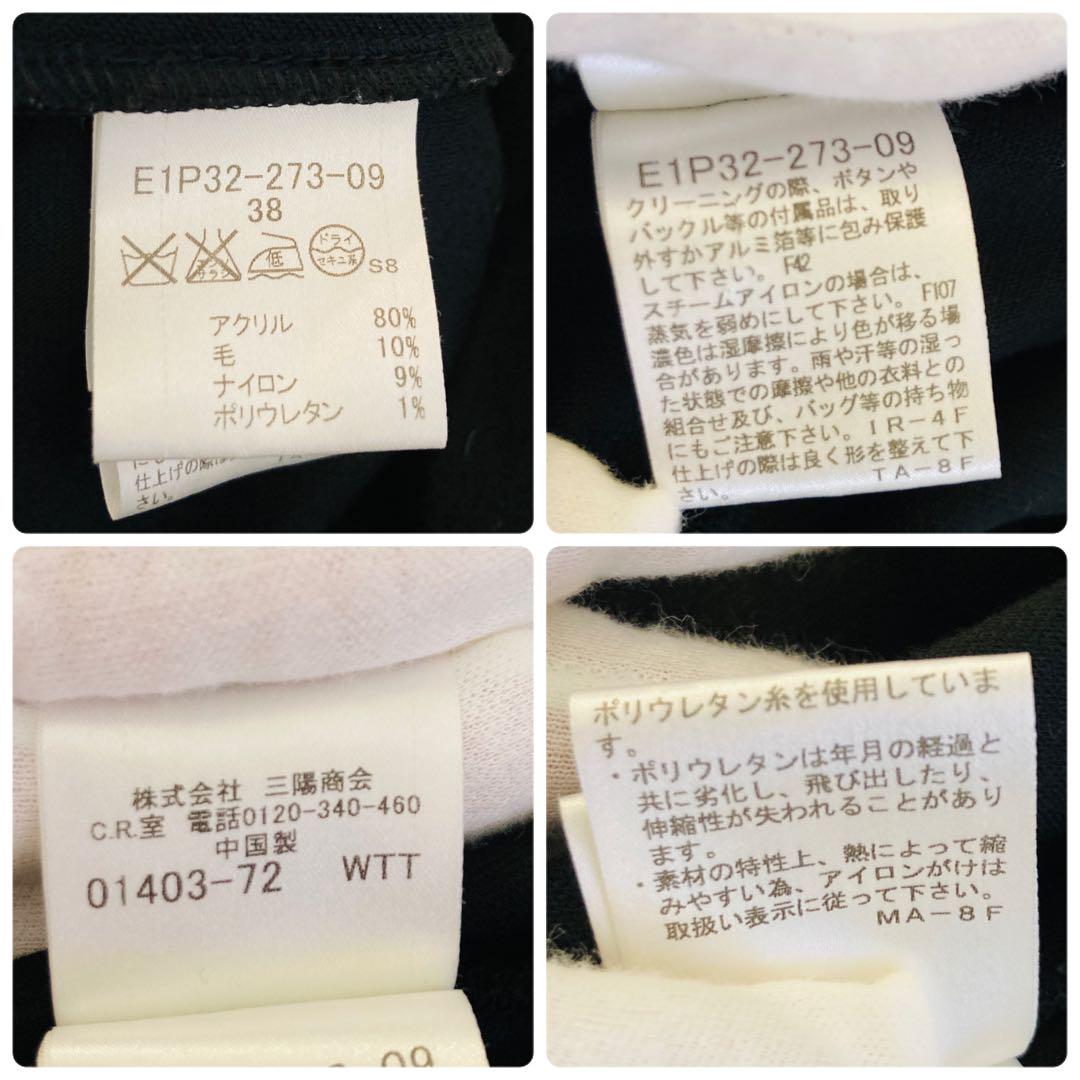 E1P32-273-09
38
サラシ
低
ドライ
セキユ系
S8
アクリル 80%
毛 10%
ナイロン 9%
ポリウレタン 1%
仕上げの際は
さい。
E1P32-273-09
クリーニングの際、ボタンや
バックル等の付属品は、取り
外すかアルミ箔等に包み保護
して下さい。 F42
スチームアイロンの場合は、
蒸気を弱めにして下さい。 F107
濃色は湿摩擦により色が移る場
合があります。雨や汗等の湿っ
た状態での摩擦や他の衣料との
組合せ及び、バッグ等の持ち物
にもご注意下さい。IR-4F
仕上げの際は良く形を整えて下
さい。 TA-8F
株式会社 三陽商会
C.R.室 電話0120-340-460
中国製
01403-72 WTT
-09
ポリウレタン糸を使用していま
す。
・ポリウレタンは年月の経過と
共に劣化し、飛び出したり、
伸縮性が失われることがあり
ます。
・素材の特性上、熱によって縮
みやすい為、アイロンがけは
取扱い表示に従って下さい。
MA-8F